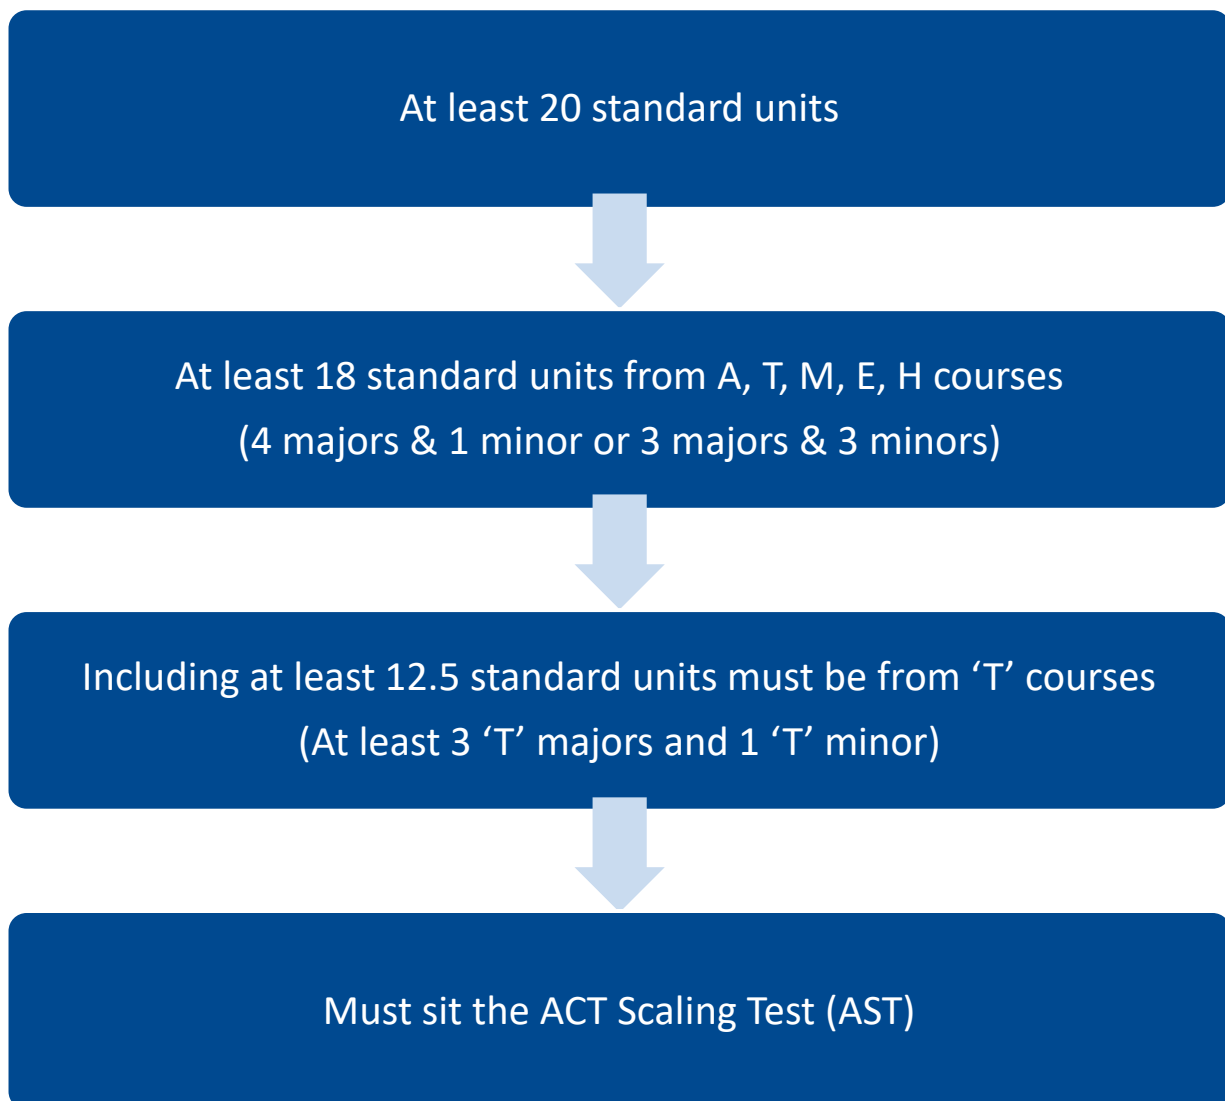 At least 20 standard units
At least 18 standard units from A, T, M, E, H courses
(4 majors & 1 minor or 3 majors & 3 minors)
Including at least 12.5 standard units must be from ‘T’ courses
(At least 3 ‘T’ majors and 1 ‘T’ minor)
Must sit the ACT Scaling Test (AST)